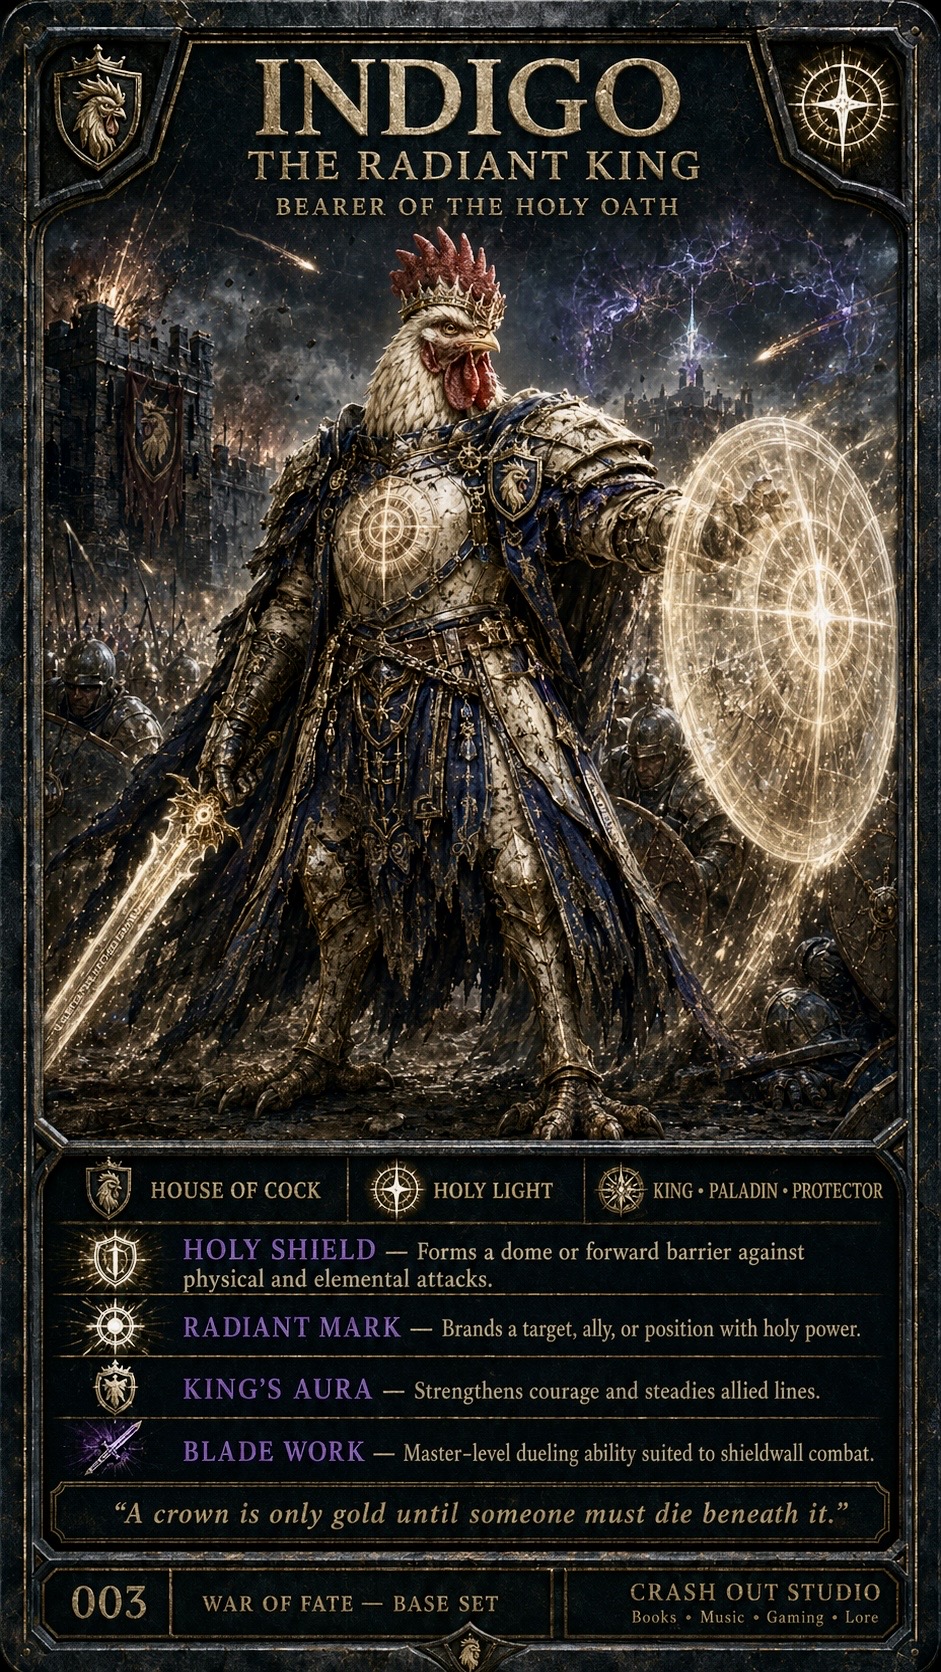 INDIGO
THE RADIANT KING
BEARER OF THE HOLY OATH
HOUSE OF COCK
HOLY LIGHT
KING • PALADIN • PROTECTOR
HOLY SHIELD — Forms a dome or forward barrier against
physical and elemental attacks.
RADIANT MARK — Brands a target, ally, or position with holy power.
KING'S AURA — Strengthens courage and steadies allied lines.
BLADE WORK — Master-level dueling ability suited to shieldwall combat.
“A crown is only gold until someone must die beneath it.”
003
WAR OF FATE — BASE SET
CRASH OUT STUDIO
Books • Music • Gaming • Lore